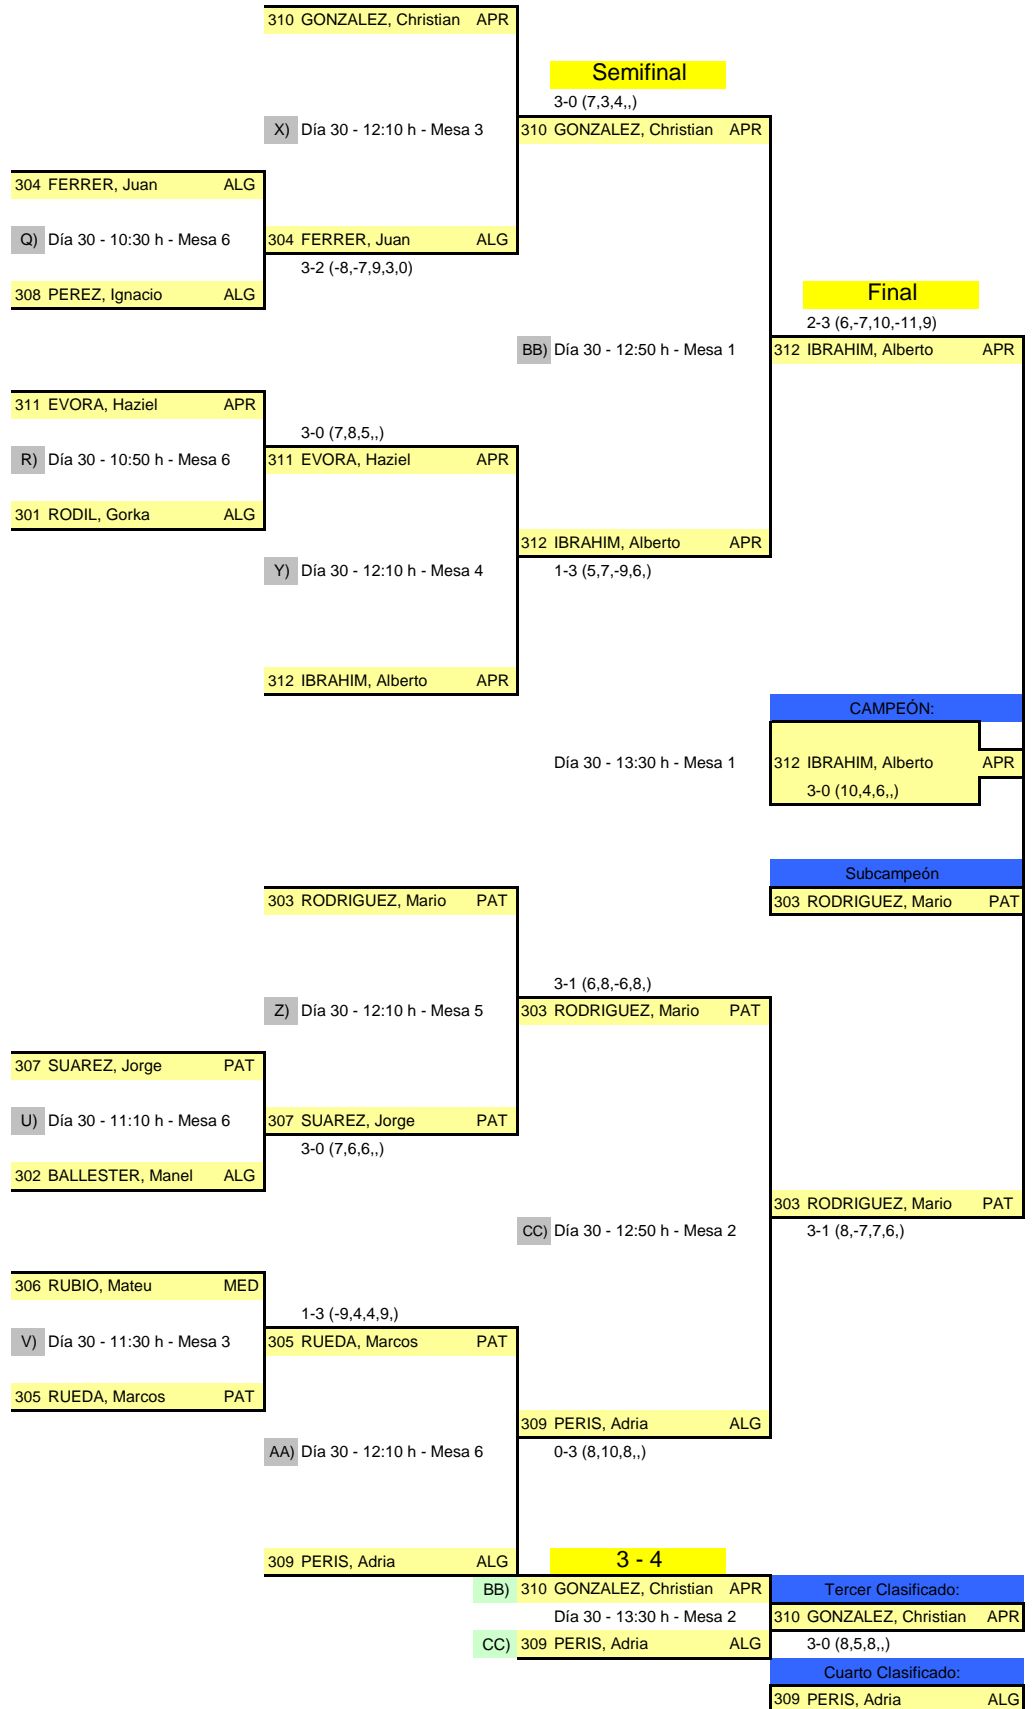 310 GONZALEZ, Christian APR
Semifinal
3-0 (7,3,4,,)
X) Día 30 - 12:10 h - Mesa 3
310 GONZALEZ, Christian APR
304 FERRER, Juan ALG
Q) Día 30 - 10:30 h - Mesa 6
304 FERRER, Juan ALG
3-2 (-8,-7,9,3,0)
308 PEREZ, Ignacio ALG
Final
2-3 (6,-7,10,-11,9)
BB) Día 30 - 12:50 h - Mesa 1
312 IBRAHIM, Alberto APR
311 EVORA, Haziel APR
3-0 (7,8,5,,)
R) Día 30 - 10:50 h - Mesa 6
311 EVORA, Haziel APR
301 RODIL, Gorka ALG
312 IBRAHIM, Alberto APR
Y) Día 30 - 12:10 h - Mesa 4
1-3 (5,7,-9,6,)
312 IBRAHIM, Alberto APR
CAMPEÓN:
Día 30 - 13:30 h - Mesa 1
312 IBRAHIM, Alberto APR
3-0 (10,4,6,,)
Subcampeón
303 RODRIGUEZ, Mario PAT
303 RODRIGUEZ, Mario PAT
3-1 (6,8,-6,8,)
Z) Día 30 - 12:10 h - Mesa 5
303 RODRIGUEZ, Mario PAT
307 SUAREZ, Jorge PAT
U) Día 30 - 11:10 h - Mesa 6
307 SUAREZ, Jorge PAT
3-0 (7,6,6,,)
302 BALLESTER, Manel ALG
303 RODRIGUEZ, Mario PAT
CC) Día 30 - 12:50 h - Mesa 2
3-1 (8,-7,7,6,)
306 RUBIO, Mateu MED
1-3 (-9,4,4,9,)
V) Día 30 - 11:30 h - Mesa 3
305 RUEDA, Marcos PAT
305 RUEDA, Marcos PAT
309 PERIS, Adria ALG
AA) Día 30 - 12:10 h - Mesa 6
0-3 (8,10,8,,)
309 PERIS, Adria ALG
3 - 4
BB) 310 GONZALEZ, Christian APR
Tercer Clasificado:
Día 30 - 13:30 h - Mesa 2
310 GONZALEZ, Christian APR
CC) 309 PERIS, Adria ALG
3-0 (8,5,8,,)
Cuarto Clasificado:
309 PERIS, Adria ALG